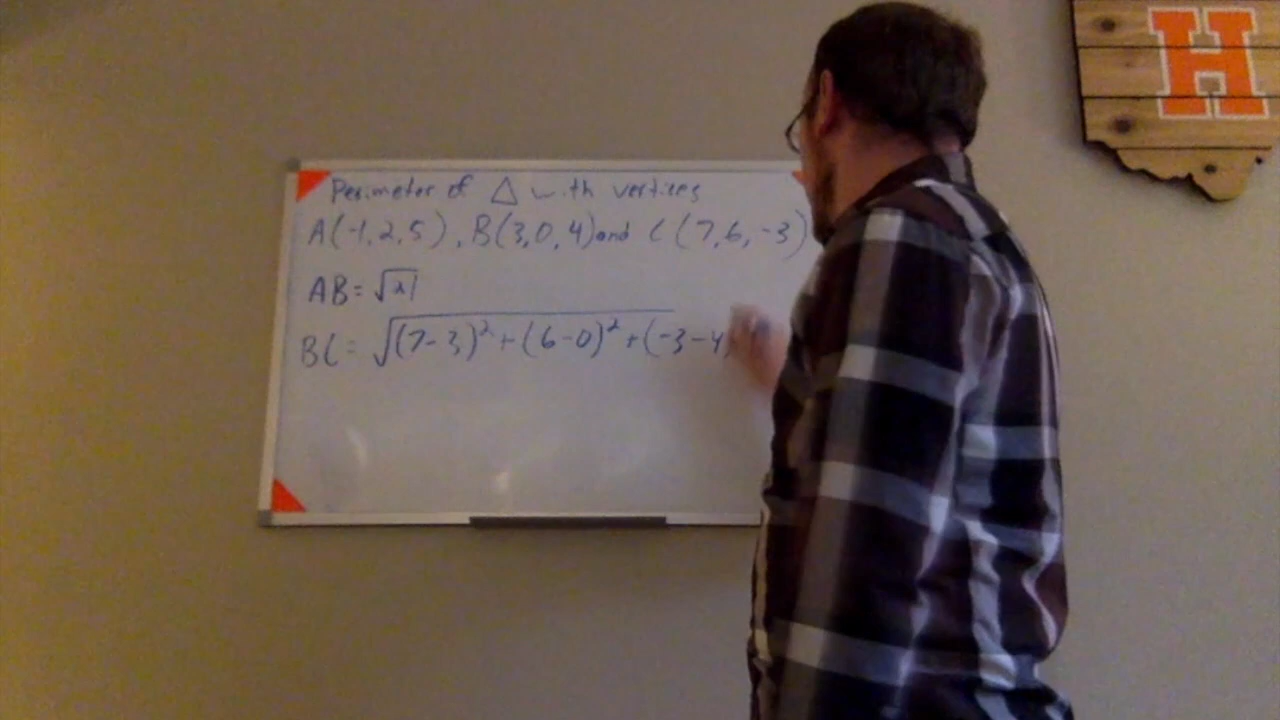 Perimeter of △ with vertices
A(-1,2,5), B(3,0,4) and C(7,6,-3)
AB = √21
BC = √(7-3)²+(6-0)²+(-3-4)
H